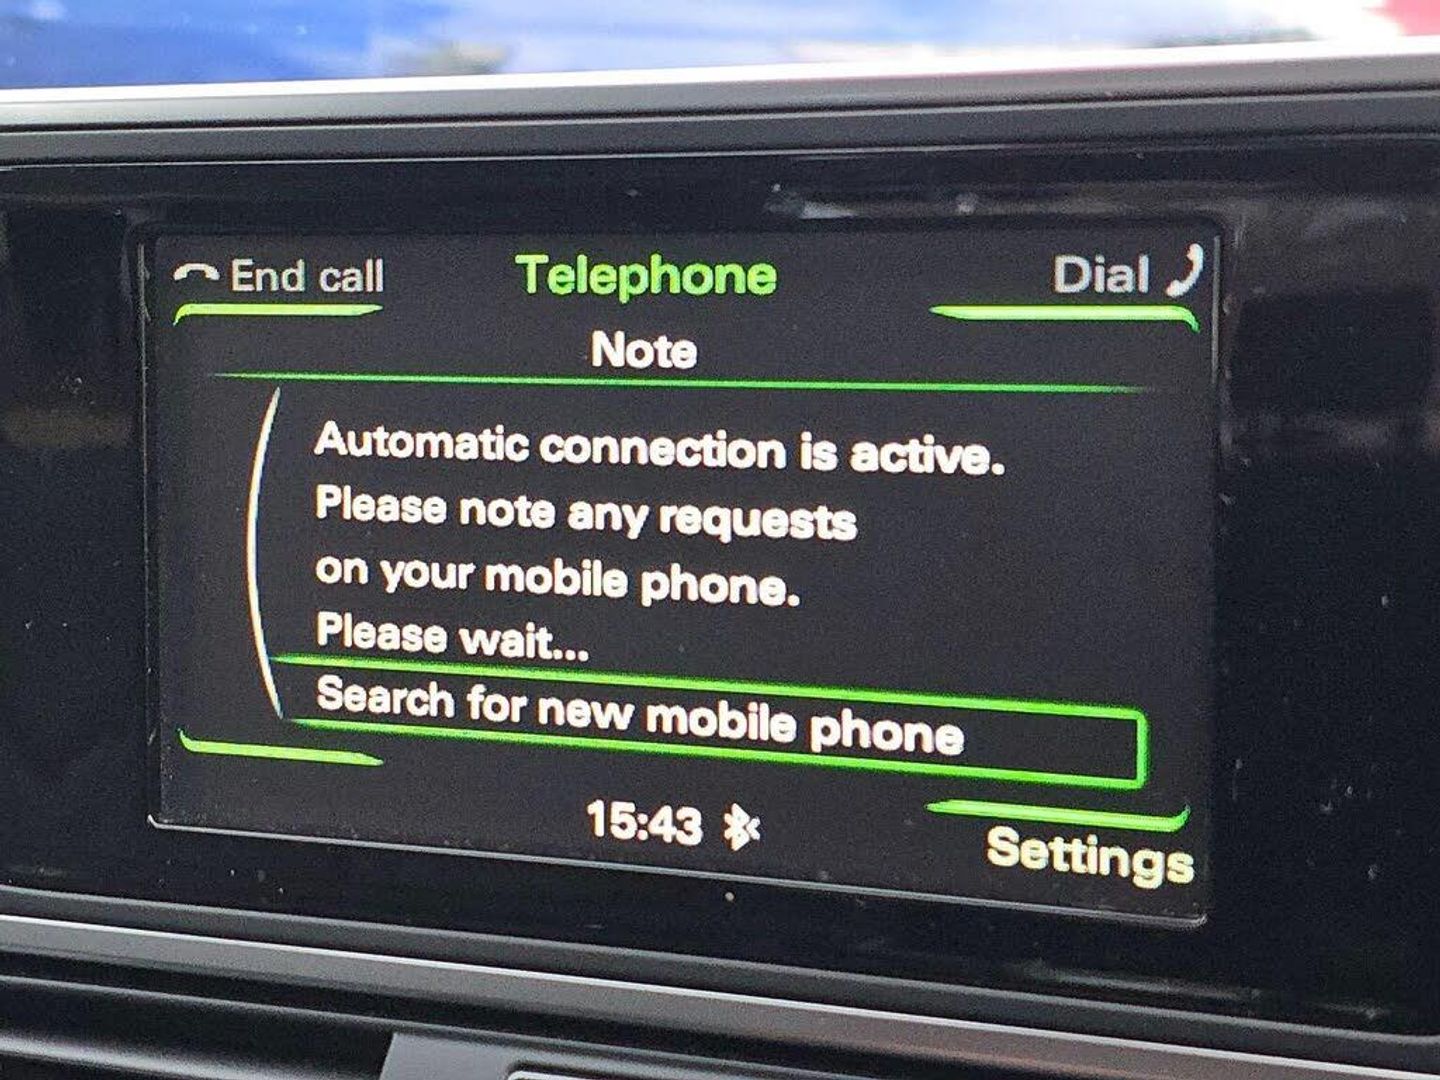 End call
Telephone
Dial
Note
Automatic connection is active.
Please note any requests
on your mobile phone.
Please wait...
Search for new mobile phone
15:43
Settings